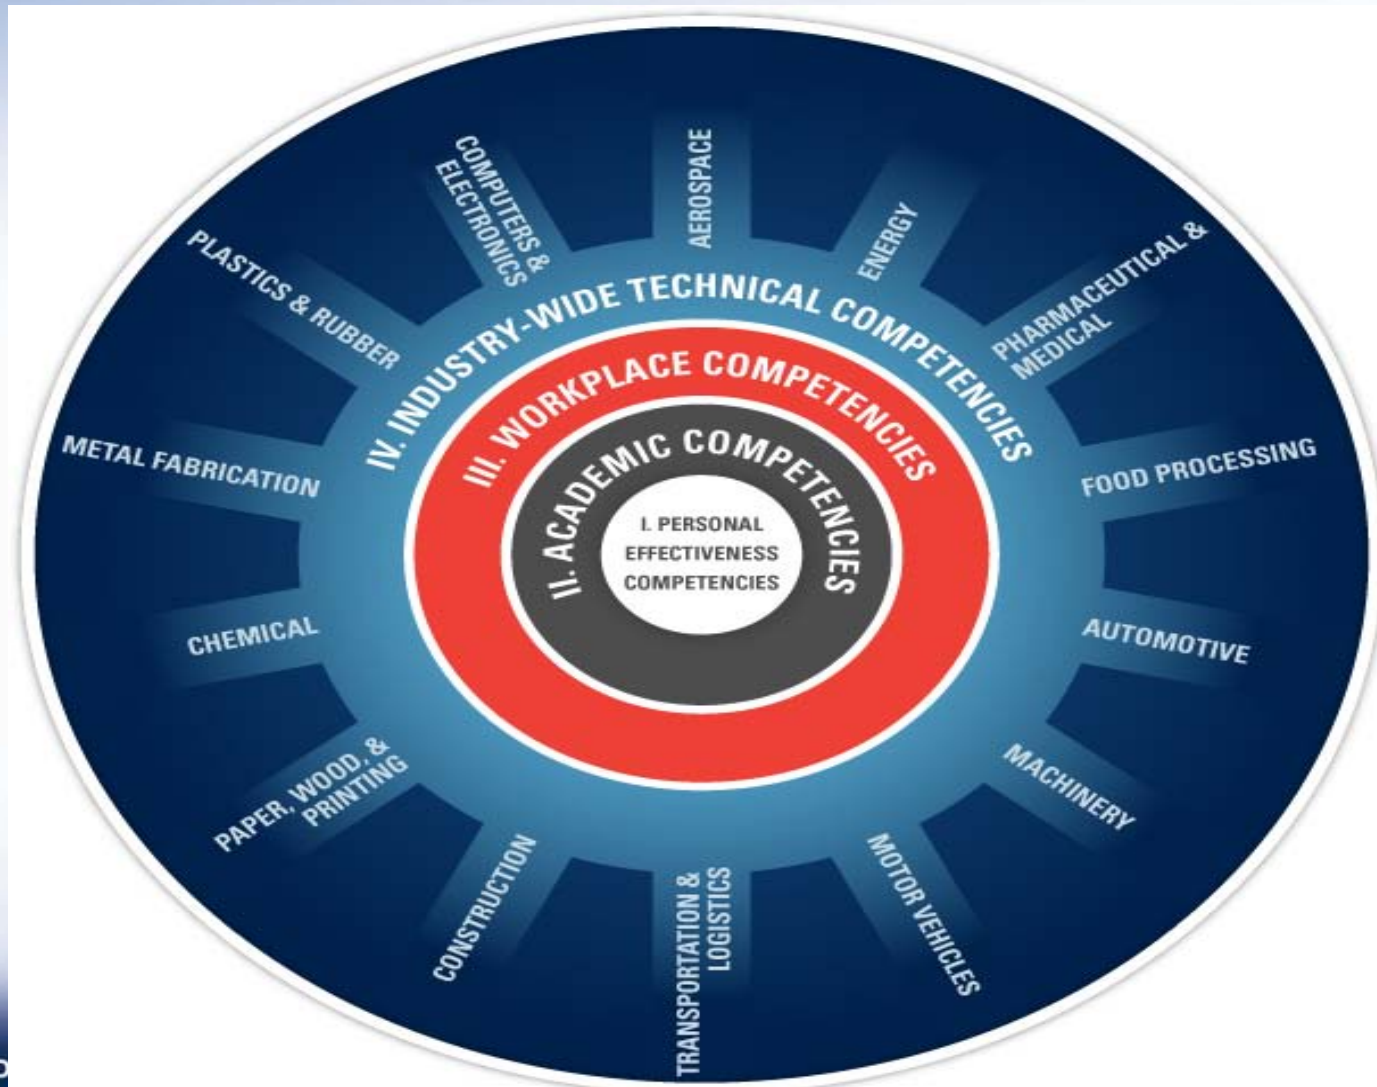 AEROSPACE
ENERGY
PHARMACEUTICAL &
MEDICAL
FOOD PROCESSING
AUTOMOTIVE
MACHINERY
MOTOR VEHICLES
TRANSPORTATION &
LOGISTICS
CONSTRUCTION
PAPER, WOOD, &
PRINTING
CHEMICAL
METAL FABRICATION
PLASTICS & RUBBER
COMPUTERS &
ELECTRONICS
IV. INDUSTRY-WIDE TECHNICAL COMPETENCIES
III. WORKPLACE COMPETENCIES
II. ACADEMIC COMPETENCIES
I. PERSONAL
EFFECTIVENESS
COMPETENCIES